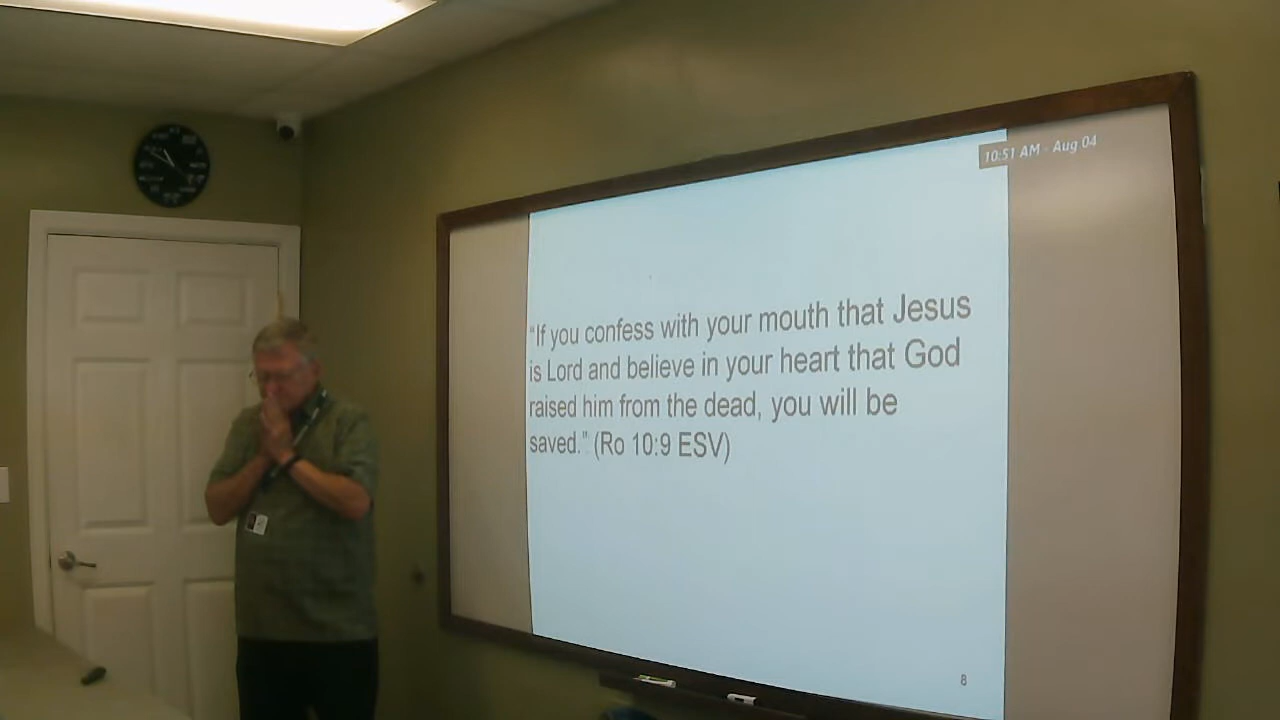 10:51 AM - Aug 04
“If you confess with your mouth that Jesus
is Lord and believe in your heart that God
raised him from the dead, you will be
saved.” (Ro 10:9 ESV)
8